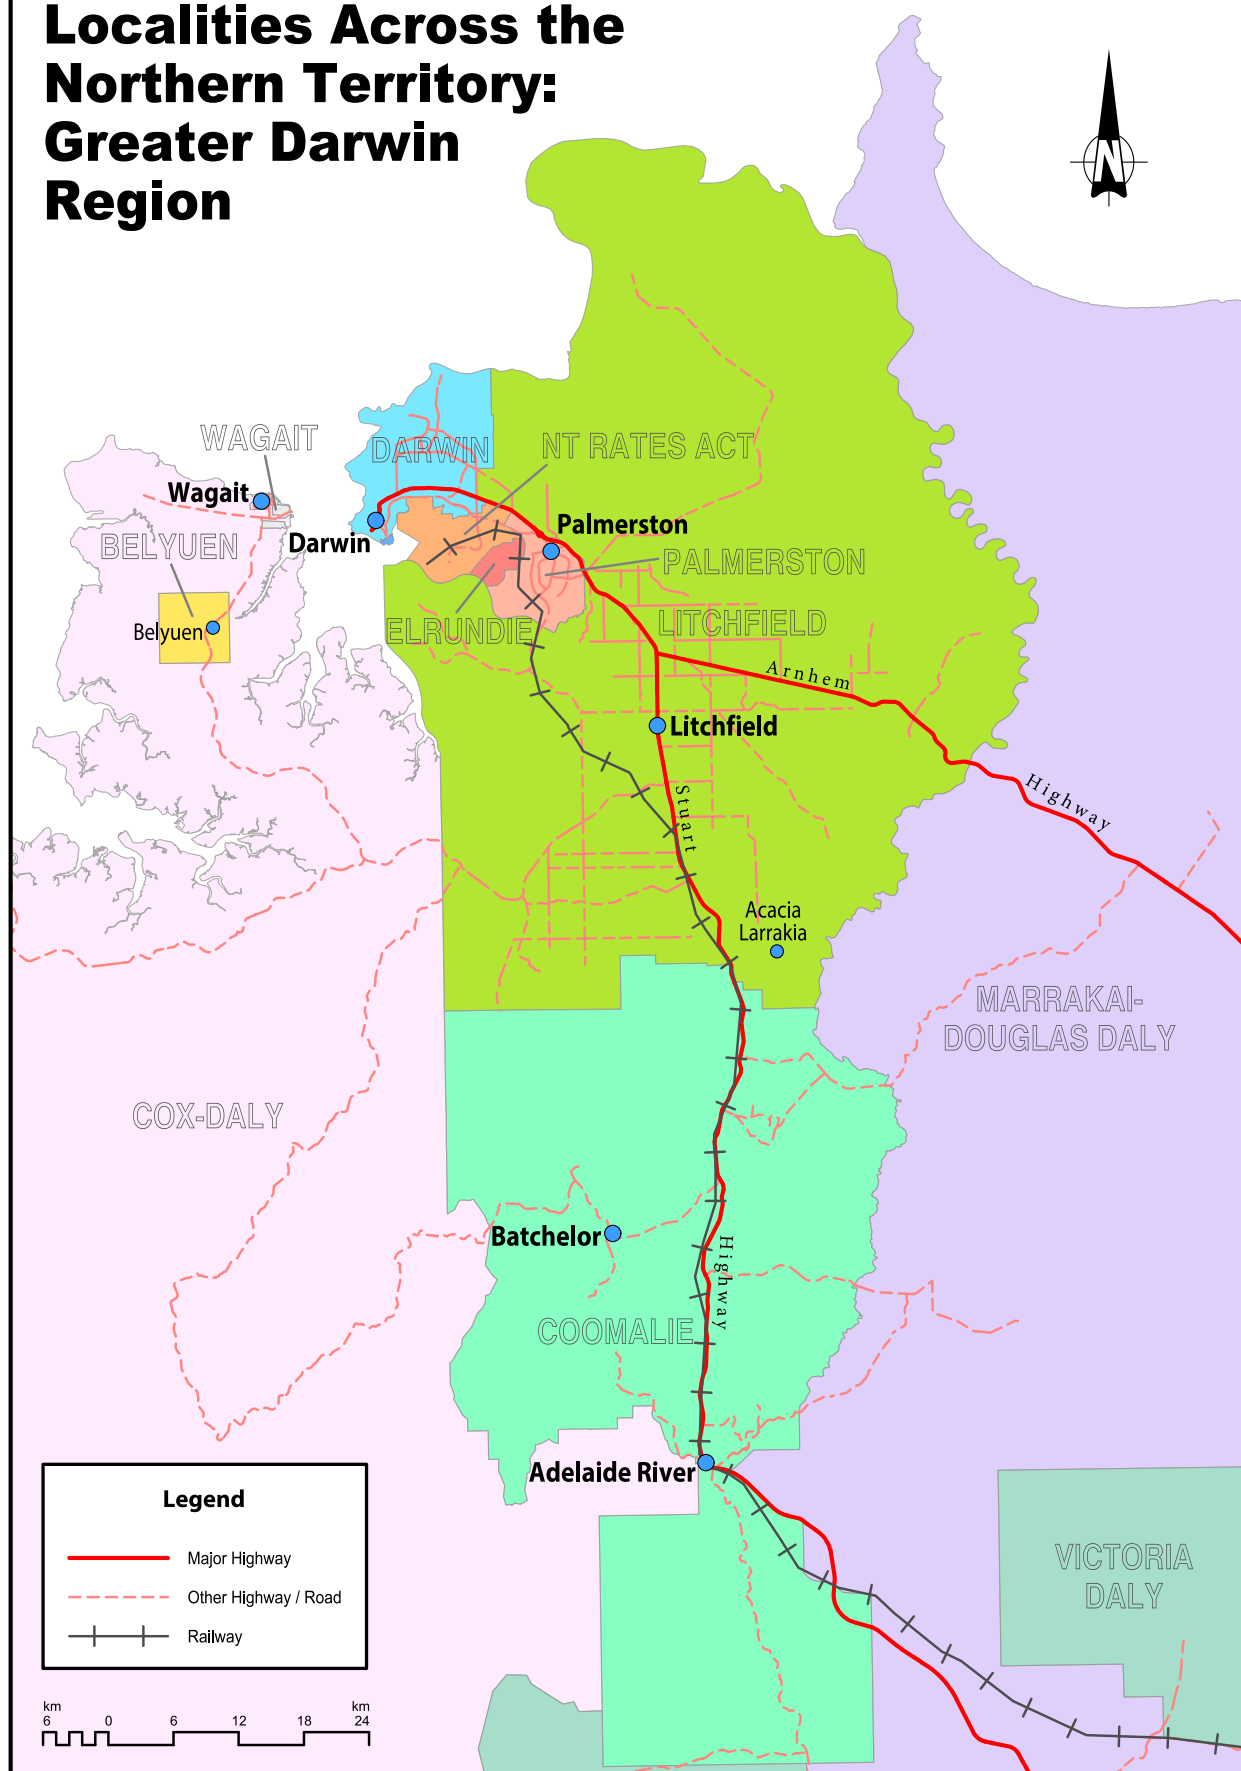 Localities Across the
Northern Territory:
Greater Darwin
Region
N
WAGAIT
DARWIN
NT RATES ACT
Wagait
Darwin
Palmerston
BELYUEN
PALMERSTON
Belyuen
ELRUNDIE
LITCHFIELD
Arnhem
Litchfield
Highway
Stuart
Acacia
Larrakia
MARRAKAI-
DOUGLAS DALY
COX-DALY
Batchelor
Highway
COOMALIE
Adelaide River
VICTORIA
DALY
Legend
Major Highway
Other Highway / Road
Railway
km km
6 0 6 12 18 24